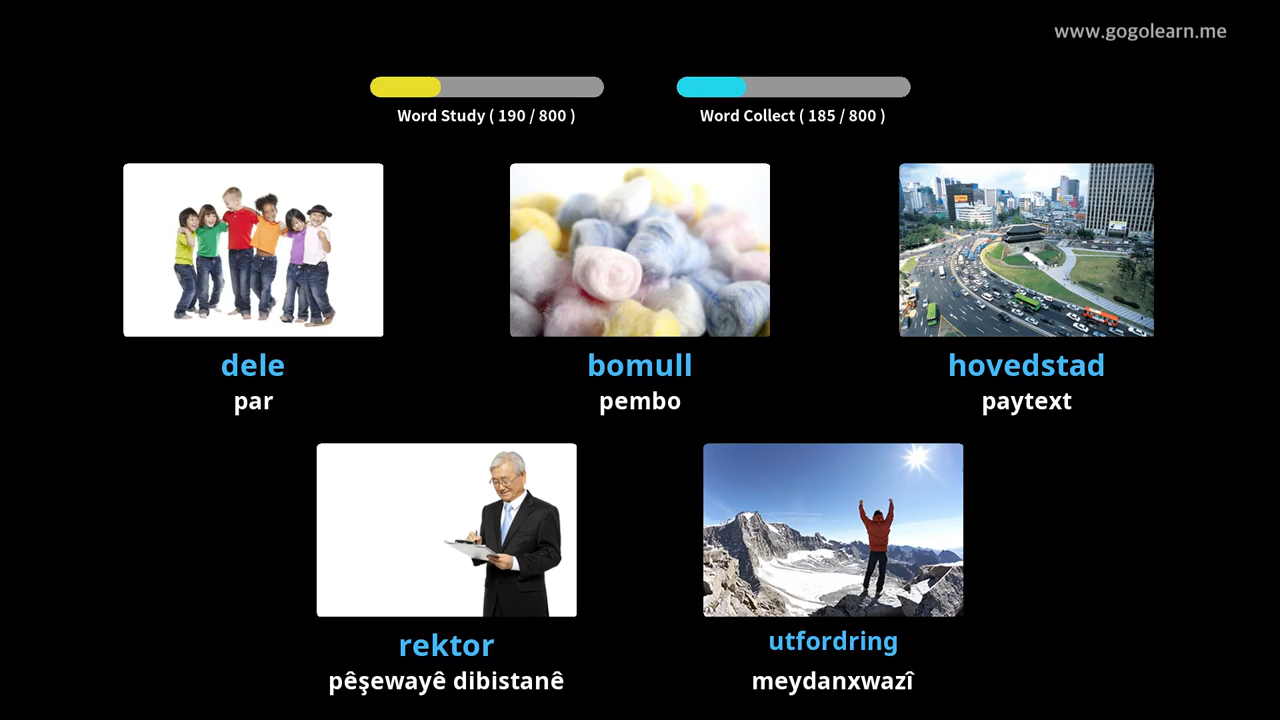 www.gogolearn.me
Word Study ( 190 / 800 )
Word Collect ( 185 / 800 )
dele
par
bomull
pembo
hovedstad
paytext
rektor
pêşewayê dibistanê
utfordring
meydanxwazî